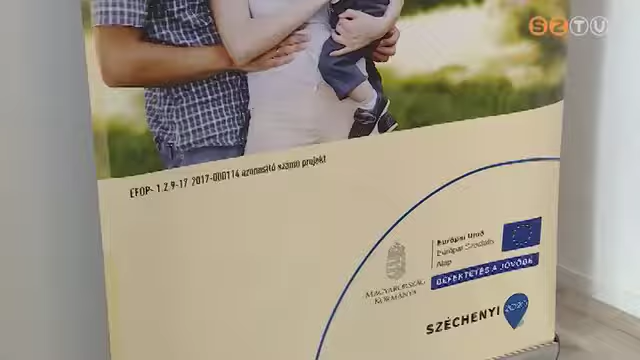 SZTV
EFOP- 1.2.9-17 2017-000114 azonosító számú projekt
Európai Unió
Európai Szociális
Alap
MAGYARORSZÁG
KORMÁNYA
BEFEKTETÉS A JÖVŐBE
SZÉCHENYI 2020